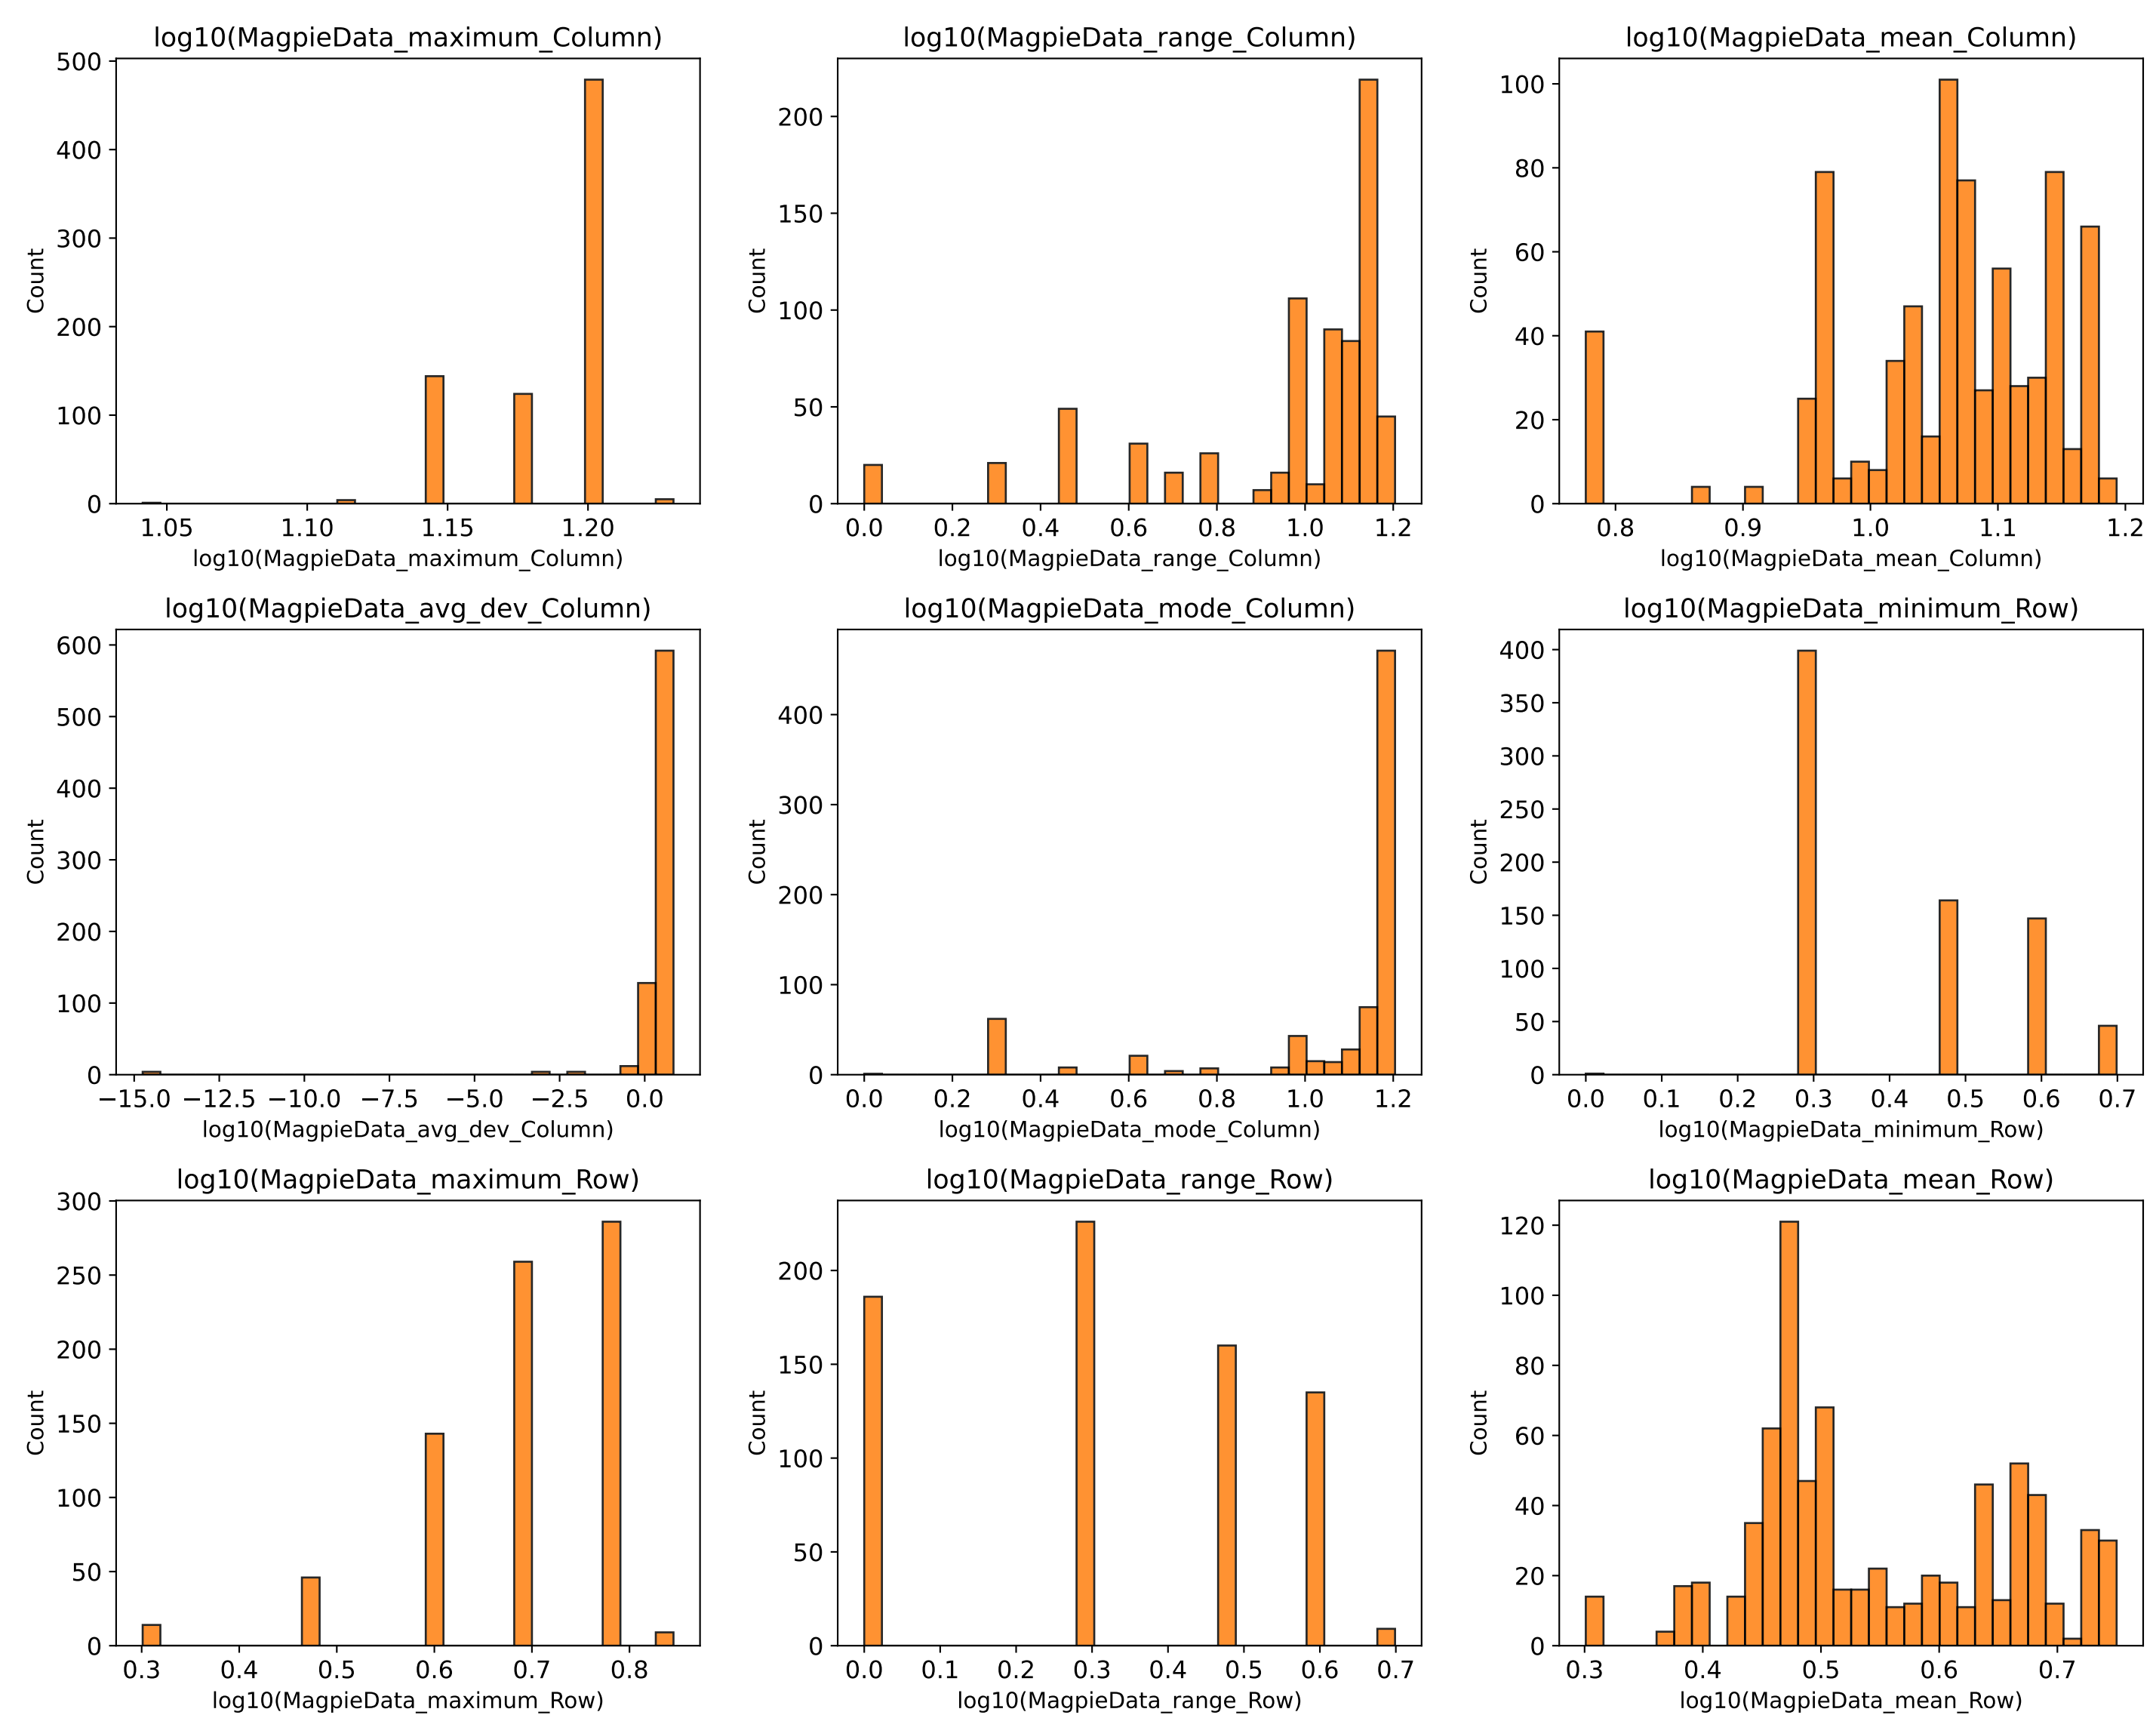 log10(MagpieData_maximum_Column)
500
400
300
200
100
0
Count
1.05 1.10 1.15 1.20
log10(MagpieData_maximum_Column)
log10(MagpieData_range_Column)
200
150
100
50
0
Count
0.0 0.2 0.4 0.6 0.8 1.0 1.2
log10(MagpieData_range_Column)
log10(MagpieData_mean_Column)
100
80
60
40
20
0
Count
0.8 0.9 1.0 1.1 1.2
log10(MagpieData_mean_Column)
log10(MagpieData_avg_dev_Column)
600
500
400
300
200
100
0
Count
−15.0 −12.5 −10.0 −7.5 −5.0 −2.5 0.0
log10(MagpieData_avg_dev_Column)
log10(MagpieData_mode_Column)
400
300
200
100
0
Count
0.0 0.2 0.4 0.6 0.8 1.0 1.2
log10(MagpieData_mode_Column)
log10(MagpieData_minimum_Row)
400
350
300
250
200
150
100
50
0
Count
0.0 0.1 0.2 0.3 0.4 0.5 0.6 0.7
log10(MagpieData_minimum_Row)
log10(MagpieData_maximum_Row)
300
250
200
150
100
50
0
Count
0.3 0.4 0.5 0.6 0.7 0.8
log10(MagpieData_maximum_Row)
log10(MagpieData_range_Row)
200
150
100
50
0
Count
0.0 0.1 0.2 0.3 0.4 0.5 0.6 0.7
log10(MagpieData_range_Row)
log10(MagpieData_mean_Row)
120
100
80
60
40
20
0
Count
0.3 0.4 0.5 0.6 0.7
log10(MagpieData_mean_Row)